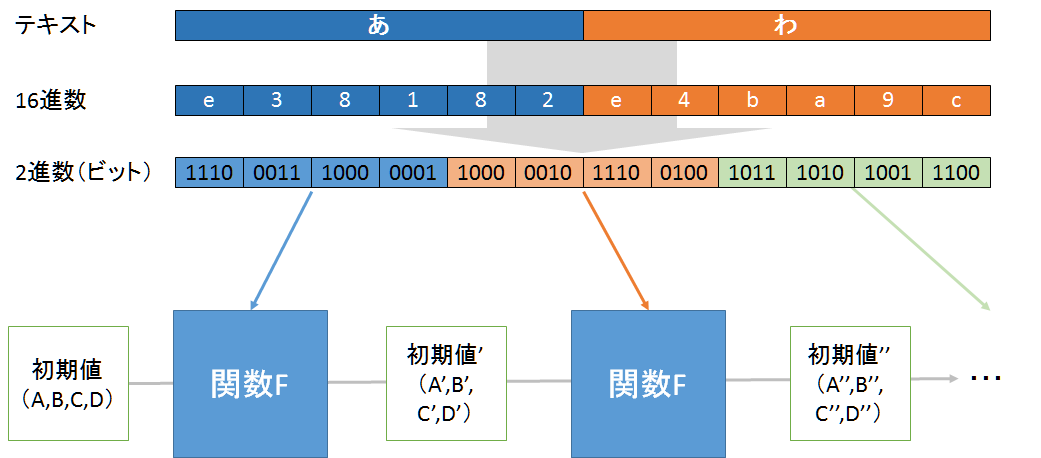 テキスト あ わ
16進数 e 3 8 1 8 2 e 4 b a 9 c
2進数(ビット) 1110 0011 1000 0001 1000 0010 1110 0100 1011 1010 1001 1100
初期値
(A,B,C,D)
関数F
初期値’
(A’,B’,
C’,D’)
関数F
初期値’’
(A’’,B’’,
C’’,D’’)
・・・